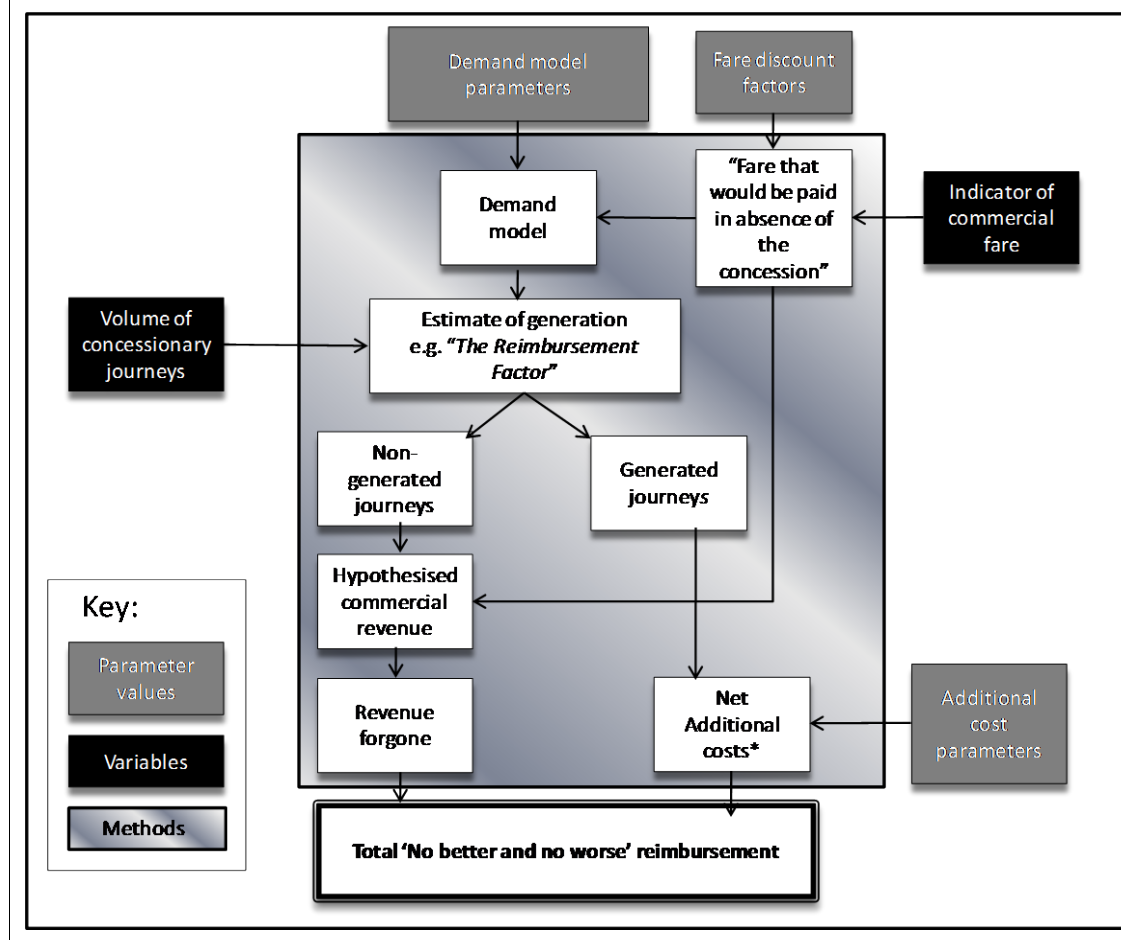 Demand model
parameters
Fare discount
factors
Demand
model
“Fare that
would be paid
in absence of
the
concession”
Indicator of
commercial
fare
Volume of
concessionary
journeys
Estimate of generation
e.g. “The Reimbursement
Factor”
Non-
generated
journeys
Generated
journeys
Hypothesised
commercial
revenue
Revenue
forgone
Net
Additional
costs*
Additional
cost
parameters
Key:
Parameter
values
Variables
Methods
Total ‘No better and no worse’ reimbursement